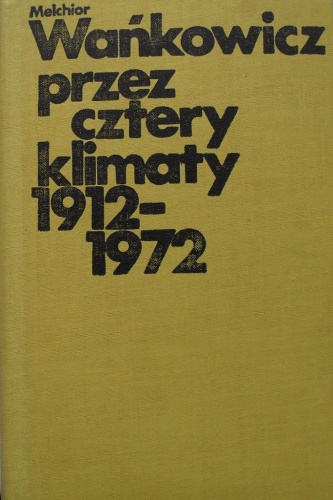 Melchior
Wańkowicz
przez
cztery
klimaty
1912-
1972